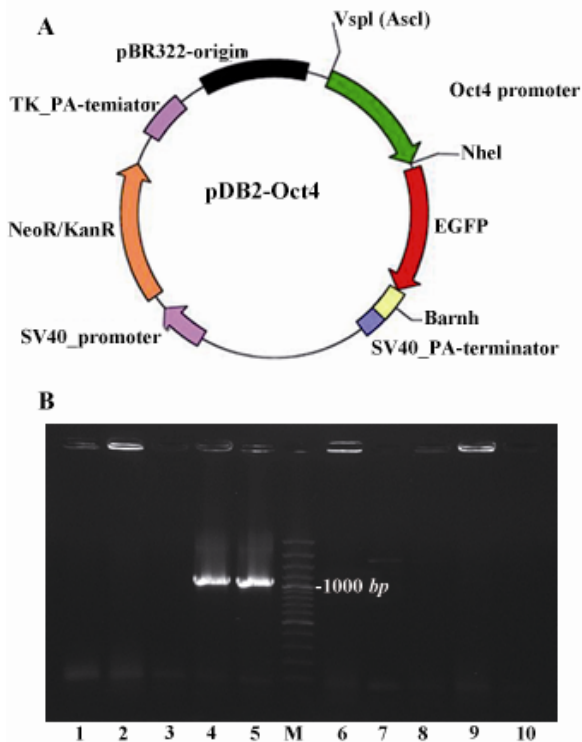 A
VspI (AscI)
pBR322-origin
Oct4 promoter
TK_PA-temiator
NheI
pDB2-Oct4
NeoR/KanR
EGFP
Barnh
SV40_promoter
SV40_PA-terminator
B
-1000 bp
1 2 3 4 5 M 6 7 8 9 10